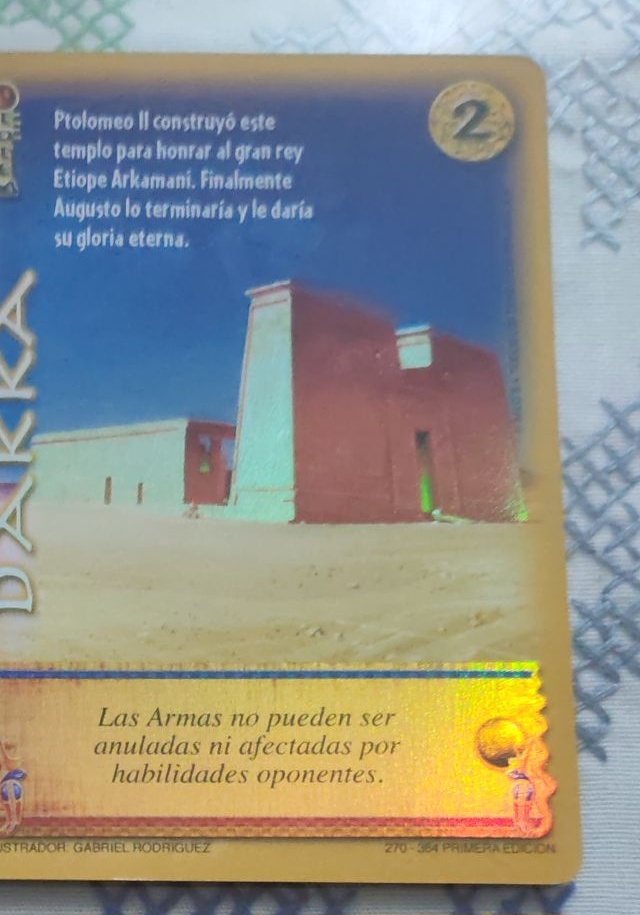 Ptolomeo II construyó este
templo para honrar al gran rey
Etiope Arkamani. Finalmente
Augusto lo terminaría y le daría
su gloria eterna.
2
DAKKA
Las Armas no pueden ser
anuladas ni afectadas por
habilidades oponentes.
USTRADOR GABRIEL RODRIGUEZ
270 - 364 PRIMERA EDICION